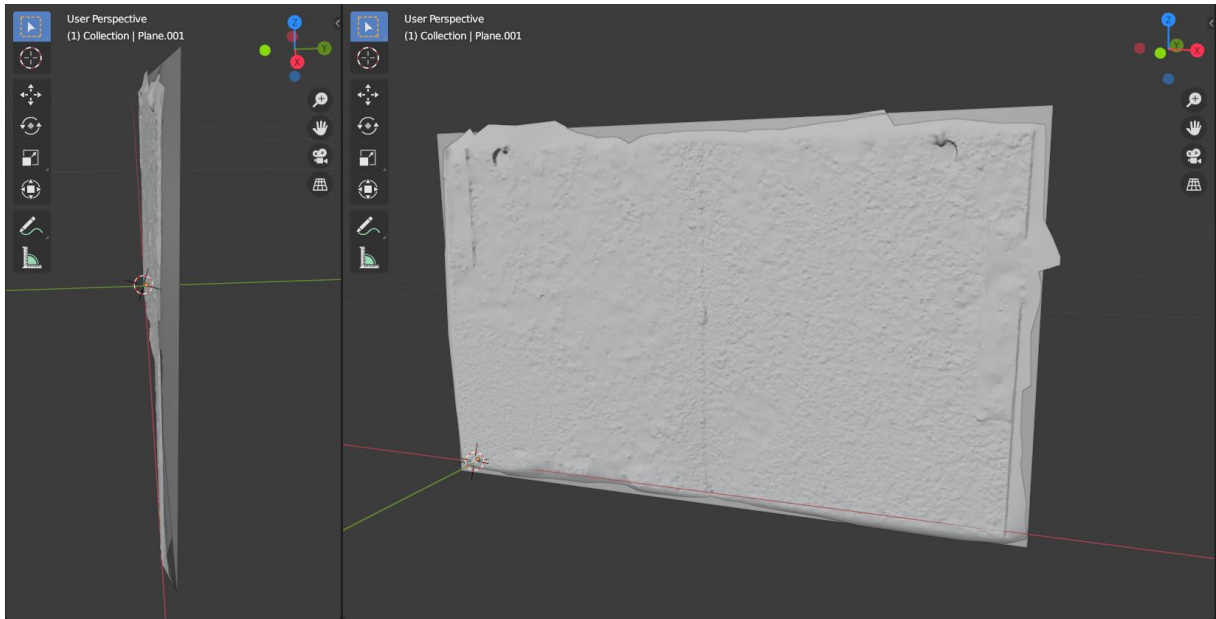 User Perspective
(1) Collection | Plane.001
Z
Y
X
User Perspective
(1) Collection | Plane.001
Z
Y
X